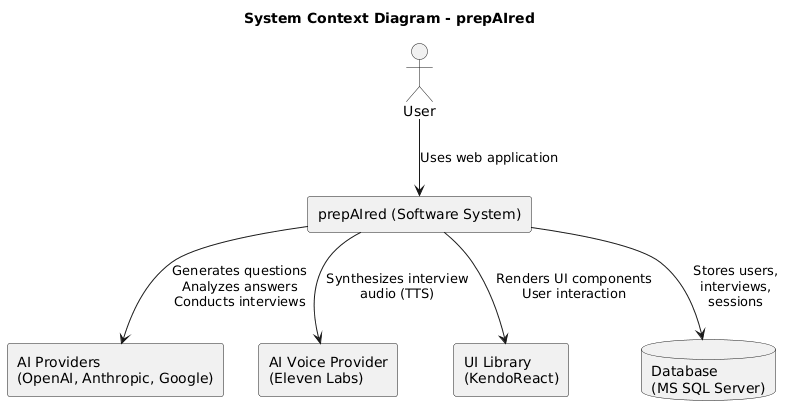 System Context Diagram - prepAIred
User
Uses web application
prepAIred (Software System)
Generates questions
Analyzes answers
Conducts interviews
Synthesizes interview
audio (TTS)
Renders UI components
User interaction
Stores users,
interviews,
sessions
AI Providers
(OpenAI, Anthropic, Google)
AI Voice Provider
(Eleven Labs)
UI Library
(KendoReact)
Database
(MS SQL Server)